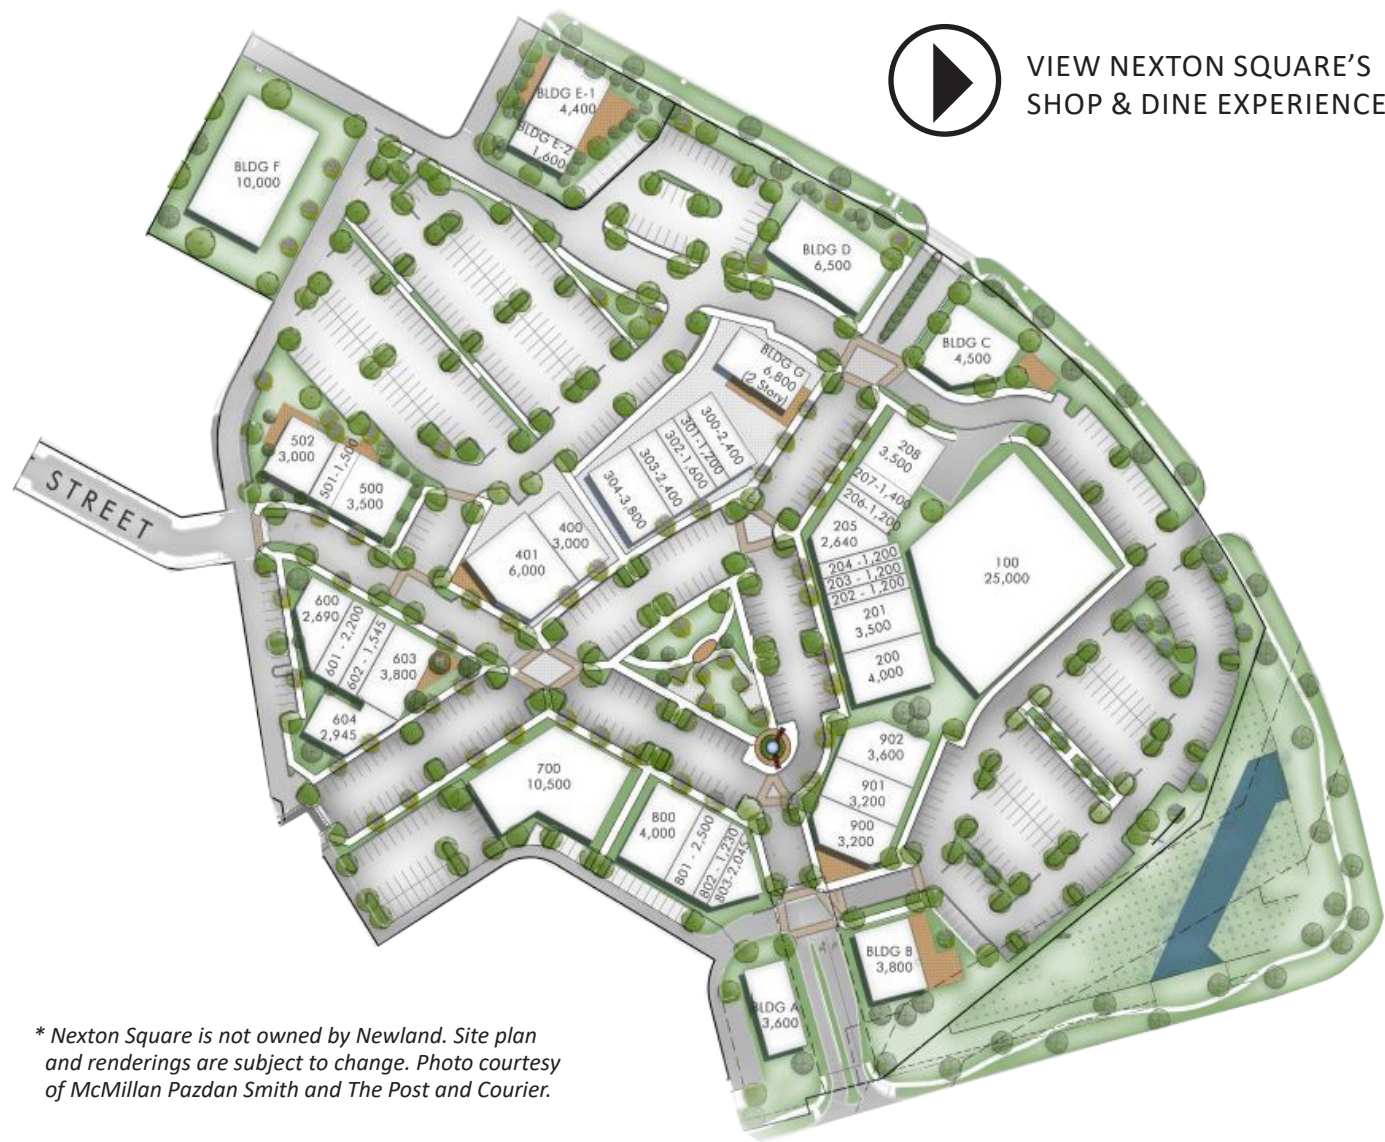 VIEW NEXTON SQUARE’S
SHOP & DINE EXPERIENCE
BLDG E-1
4,400
BLDG E-2
1,600
BLDG F
10,000
BLDG D
6,500
BLDG C
4,500
BLDG G
6,800
(2 Story)
300-2,400
301-1,200
302-1,600
303-2,400
304-3,800
208
3,500
207-1,400
206-1,200
205
2,640
204 -1,200
203 - 1,200
202 - 1,200
201
3,500
200
4,000
100
25,000
502
3,000
501-1,500
500
3,500
STREET
400
3,000
401
6,000
600
2,690
601 - 2,200
602 - 1,545
603
3,800
604
2,945
700
10,500
800
4,000
801 - 2,500
802 - 1,230
803-2,045
902
3,600
901
3,200
900
3,200
BLDG B
3,800
BLDG A
3,600
* Nexton Square is not owned by Newland. Site plan
and renderings are subject to change. Photo courtesy
of McMillan Pazdan Smith and The Post and Courier.